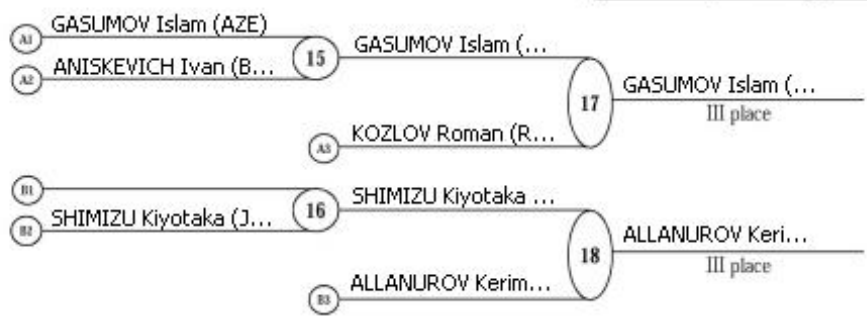 A1 GASUMOV Islam (AZE)
15 GASUMOV Islam (...
A2 ANISKEVICH Ivan (B...
17 GASUMOV Islam (...
III place
A3 KOZLOV Roman (R...
B1
16 SHIMIZU Kiyotaka ...
B2 SHIMIZU Kiyotaka (J...
18 ALLANUROV Keri...
III place
B3 ALLANUROV Kerim...